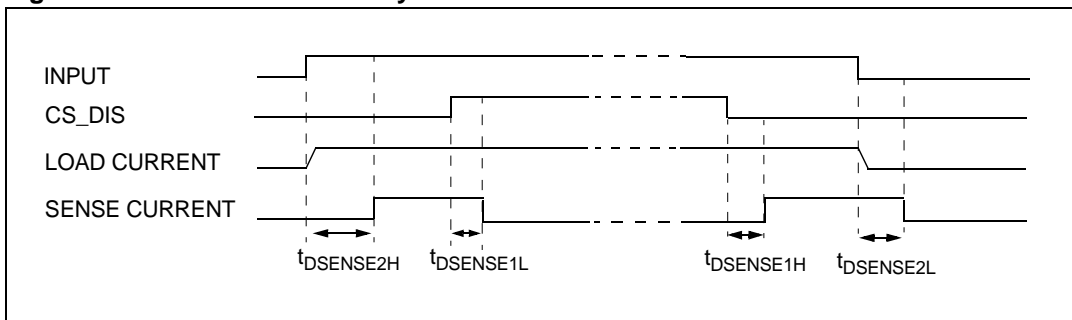 INPUT
CS_DIS
LOAD CURRENT
SENSE CURRENT
tDSENSE2H tDSENSE1L tDSENSE1H tDSENSE2L